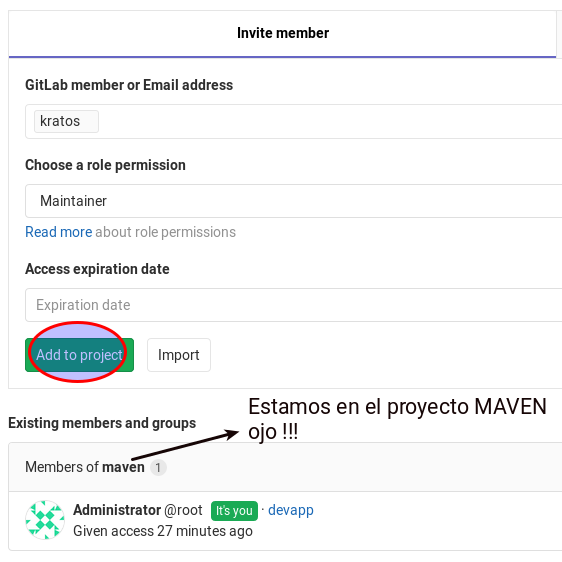 Invite member
GitLab member or Email address
kratos
Choose a role permission
Maintainer
Read more about role permissions
Access expiration date
Expiration date
Add to project
Import
Estamos en el proyecto MAVEN
ojo !!!
Existing members and groups
Members of maven 1
Administrator @root It's you · devapp
Given access 27 minutes ago